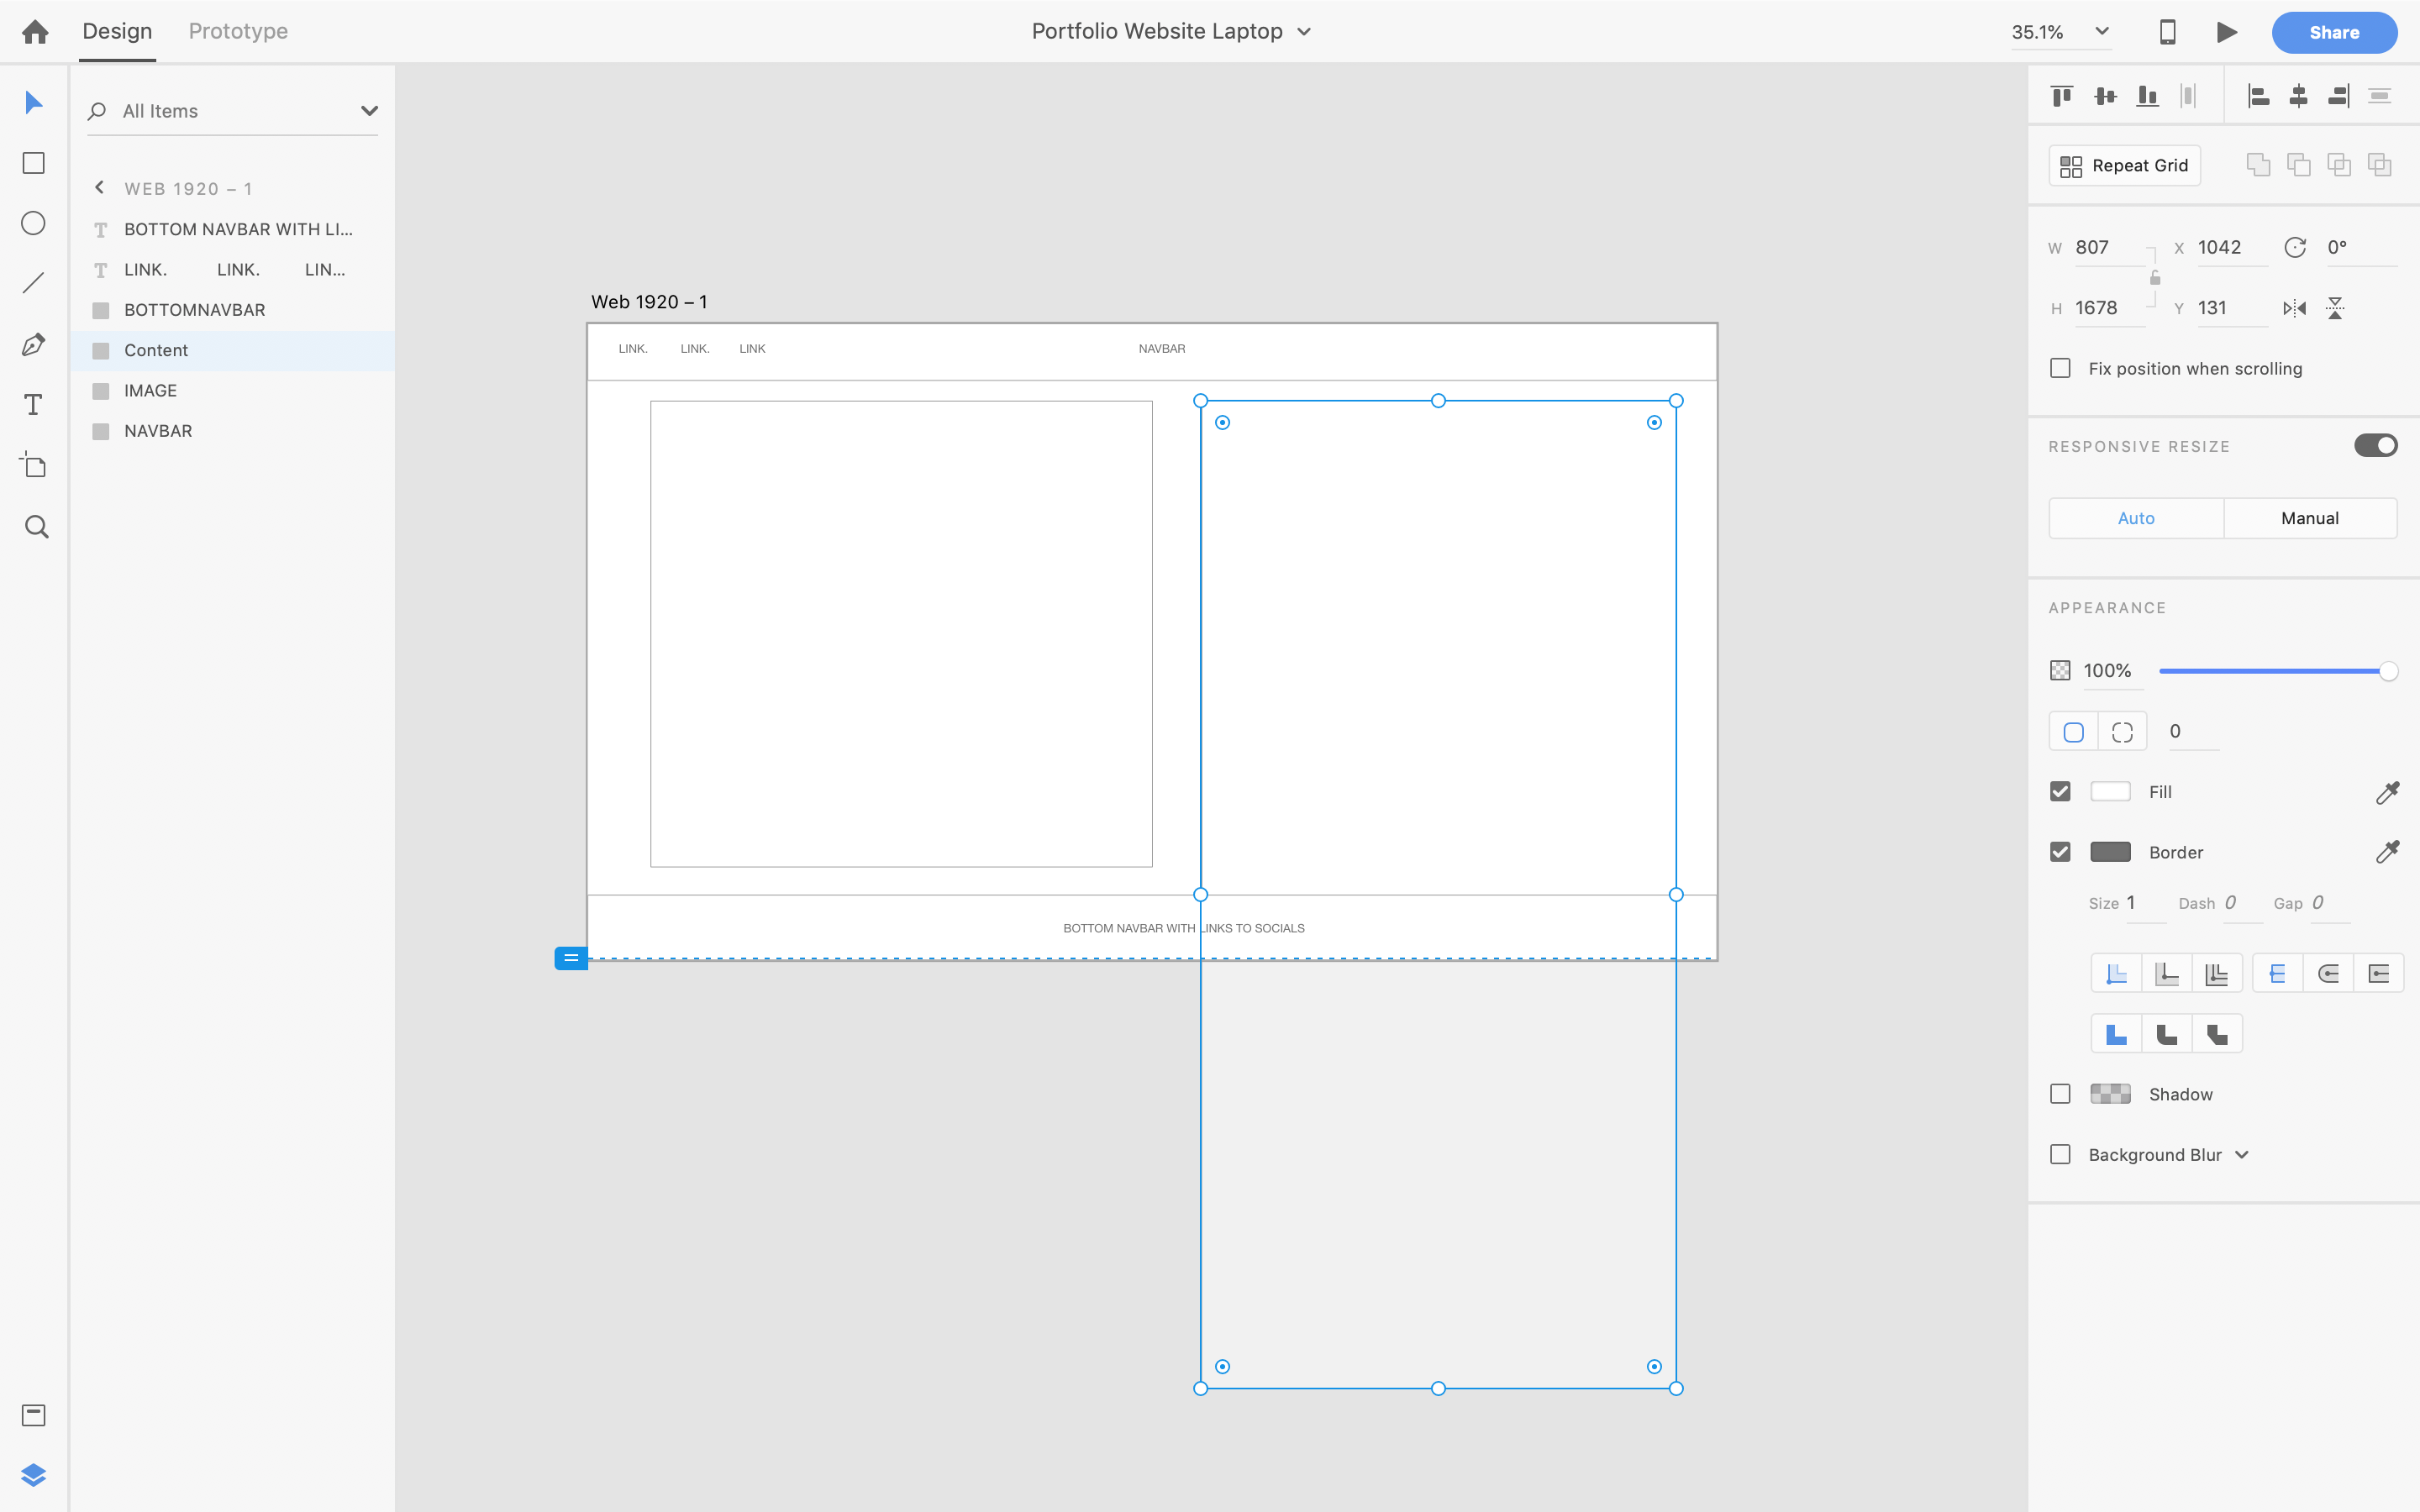 Design Prototype Portfolio Website Laptop 35.1% Share
All Items
WEB 1920 – 1
BOTTOM NAVBAR WITH LI...
LINK. LINK. LIN...
BOTTOMNAVBAR
Content
IMAGE
NAVBAR
Web 1920 – 1
LINK. LINK. LINK NAVBAR
BOTTOM NAVBAR WITH LINKS TO SOCIALS
Repeat Grid
W 807 X 1042 0°
H 1678 Y 131
Fix position when scrolling
RESPONSIVE RESIZE
Auto Manual
APPEARANCE
100%
0
Fill
Border
Size 1 Dash 0 Gap 0
Shadow
Background Blur